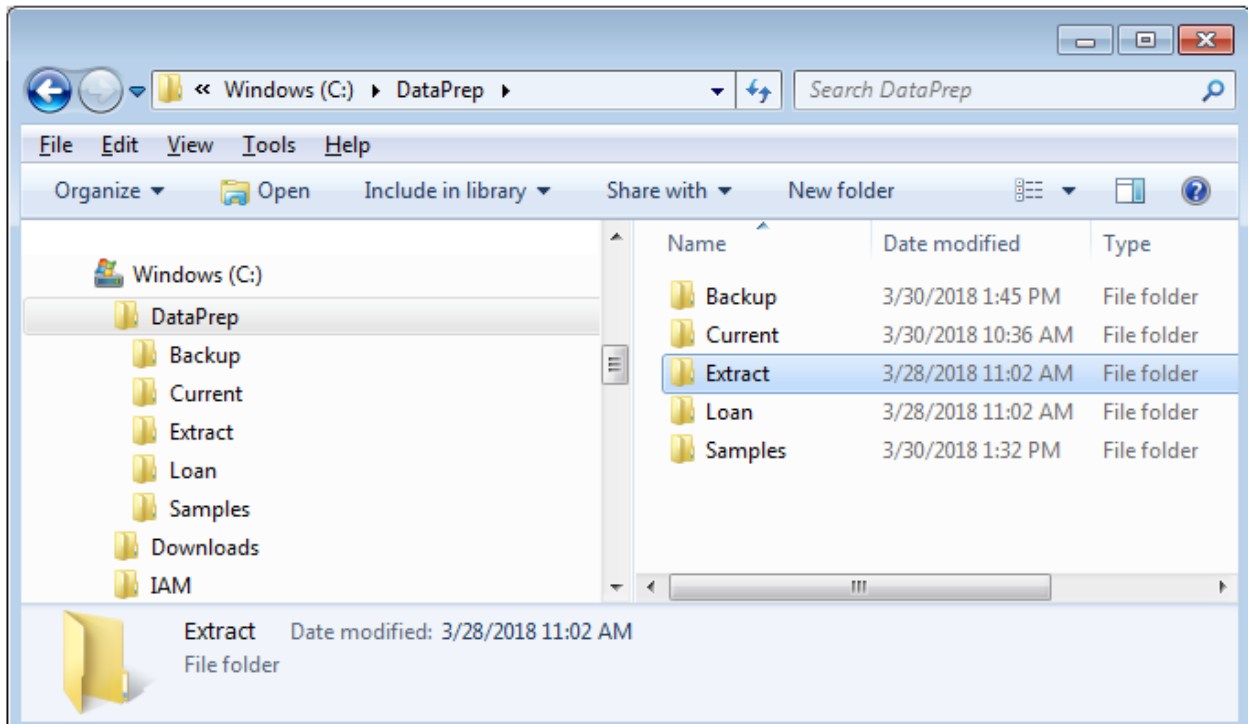 « Windows (C:) ▸ DataPrep ▸ Search DataPrep
File Edit View Tools Help
Organize Open Include in library Share with New folder
Windows (C:)
DataPrep
Backup
Current
Extract
Loan
Samples
Downloads
IAM
Name Date modified Type
Backup 3/30/2018 1:45 PM File folder
Current 3/30/2018 10:36 AM File folder
Extract 3/28/2018 11:02 AM File folder
Loan 3/28/2018 11:02 AM File folder
Samples 3/30/2018 1:32 PM File folder
Extract Date modified: 3/28/2018 11:02 AM
File folder